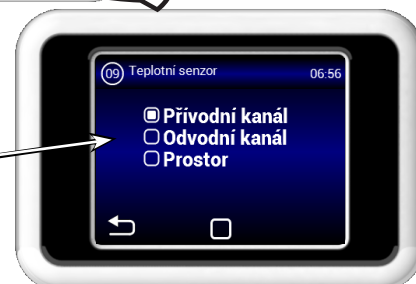 09 Teplotní senzor 06:56
Přívodní kanál
Odvodní kanál
Prostor